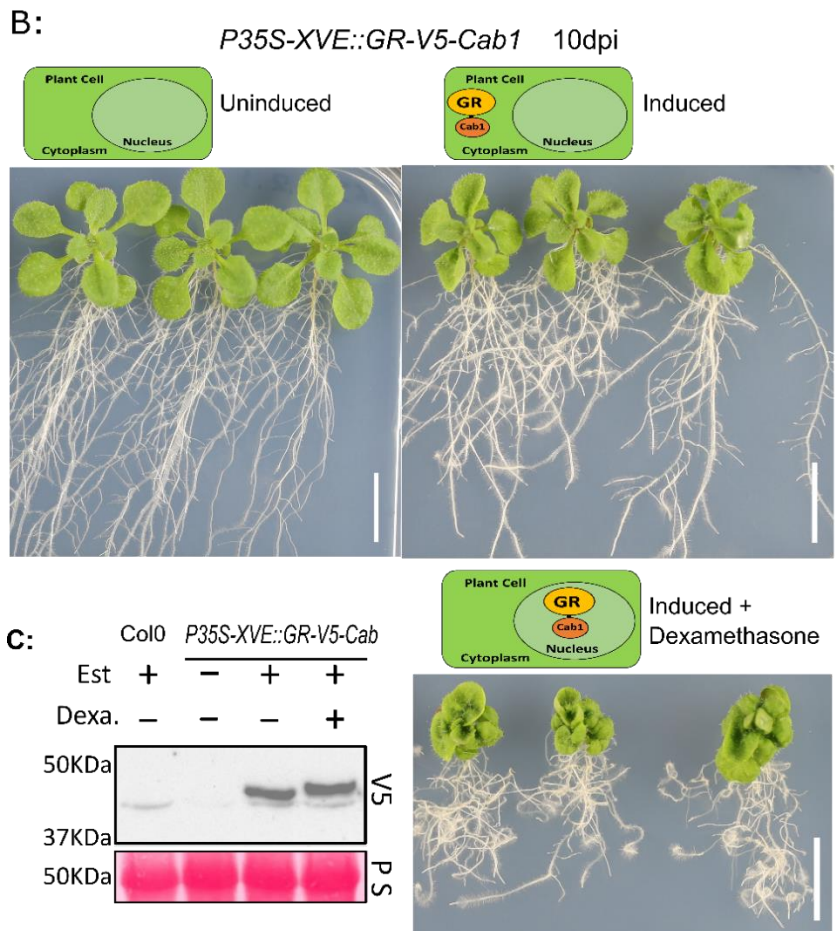 B:
P35S-XVE::GR-V5-Cab1 10dpi
Plant Cell
Nucleus
Cytoplasm
Uninduced
Plant Cell
GR
Cab1
Nucleus
Cytoplasm
Induced
Plant Cell
GR
Cab1
Nucleus
Cytoplasm
Induced +
Dexamethasone
C:
Col0 P35S-XVE::GR-V5-Cab
Est + − + +
Dexa. − − − +
50KDa
37KDa
V5
50KDa
PS